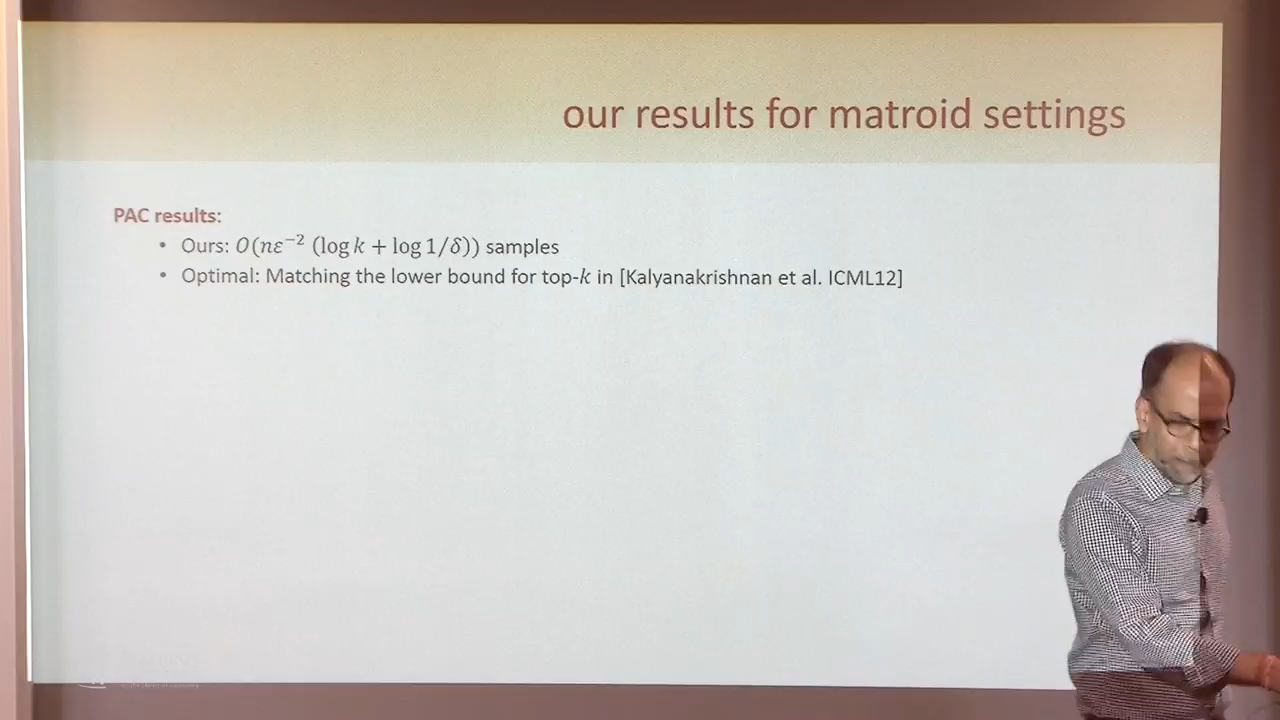 our results for matroid settings
PAC results:
• Ours: O(nε⁻² (log k + log 1/δ)) samples
• Optimal: Matching the lower bound for top-k in [Kalyanakrishnan et al. ICML12]